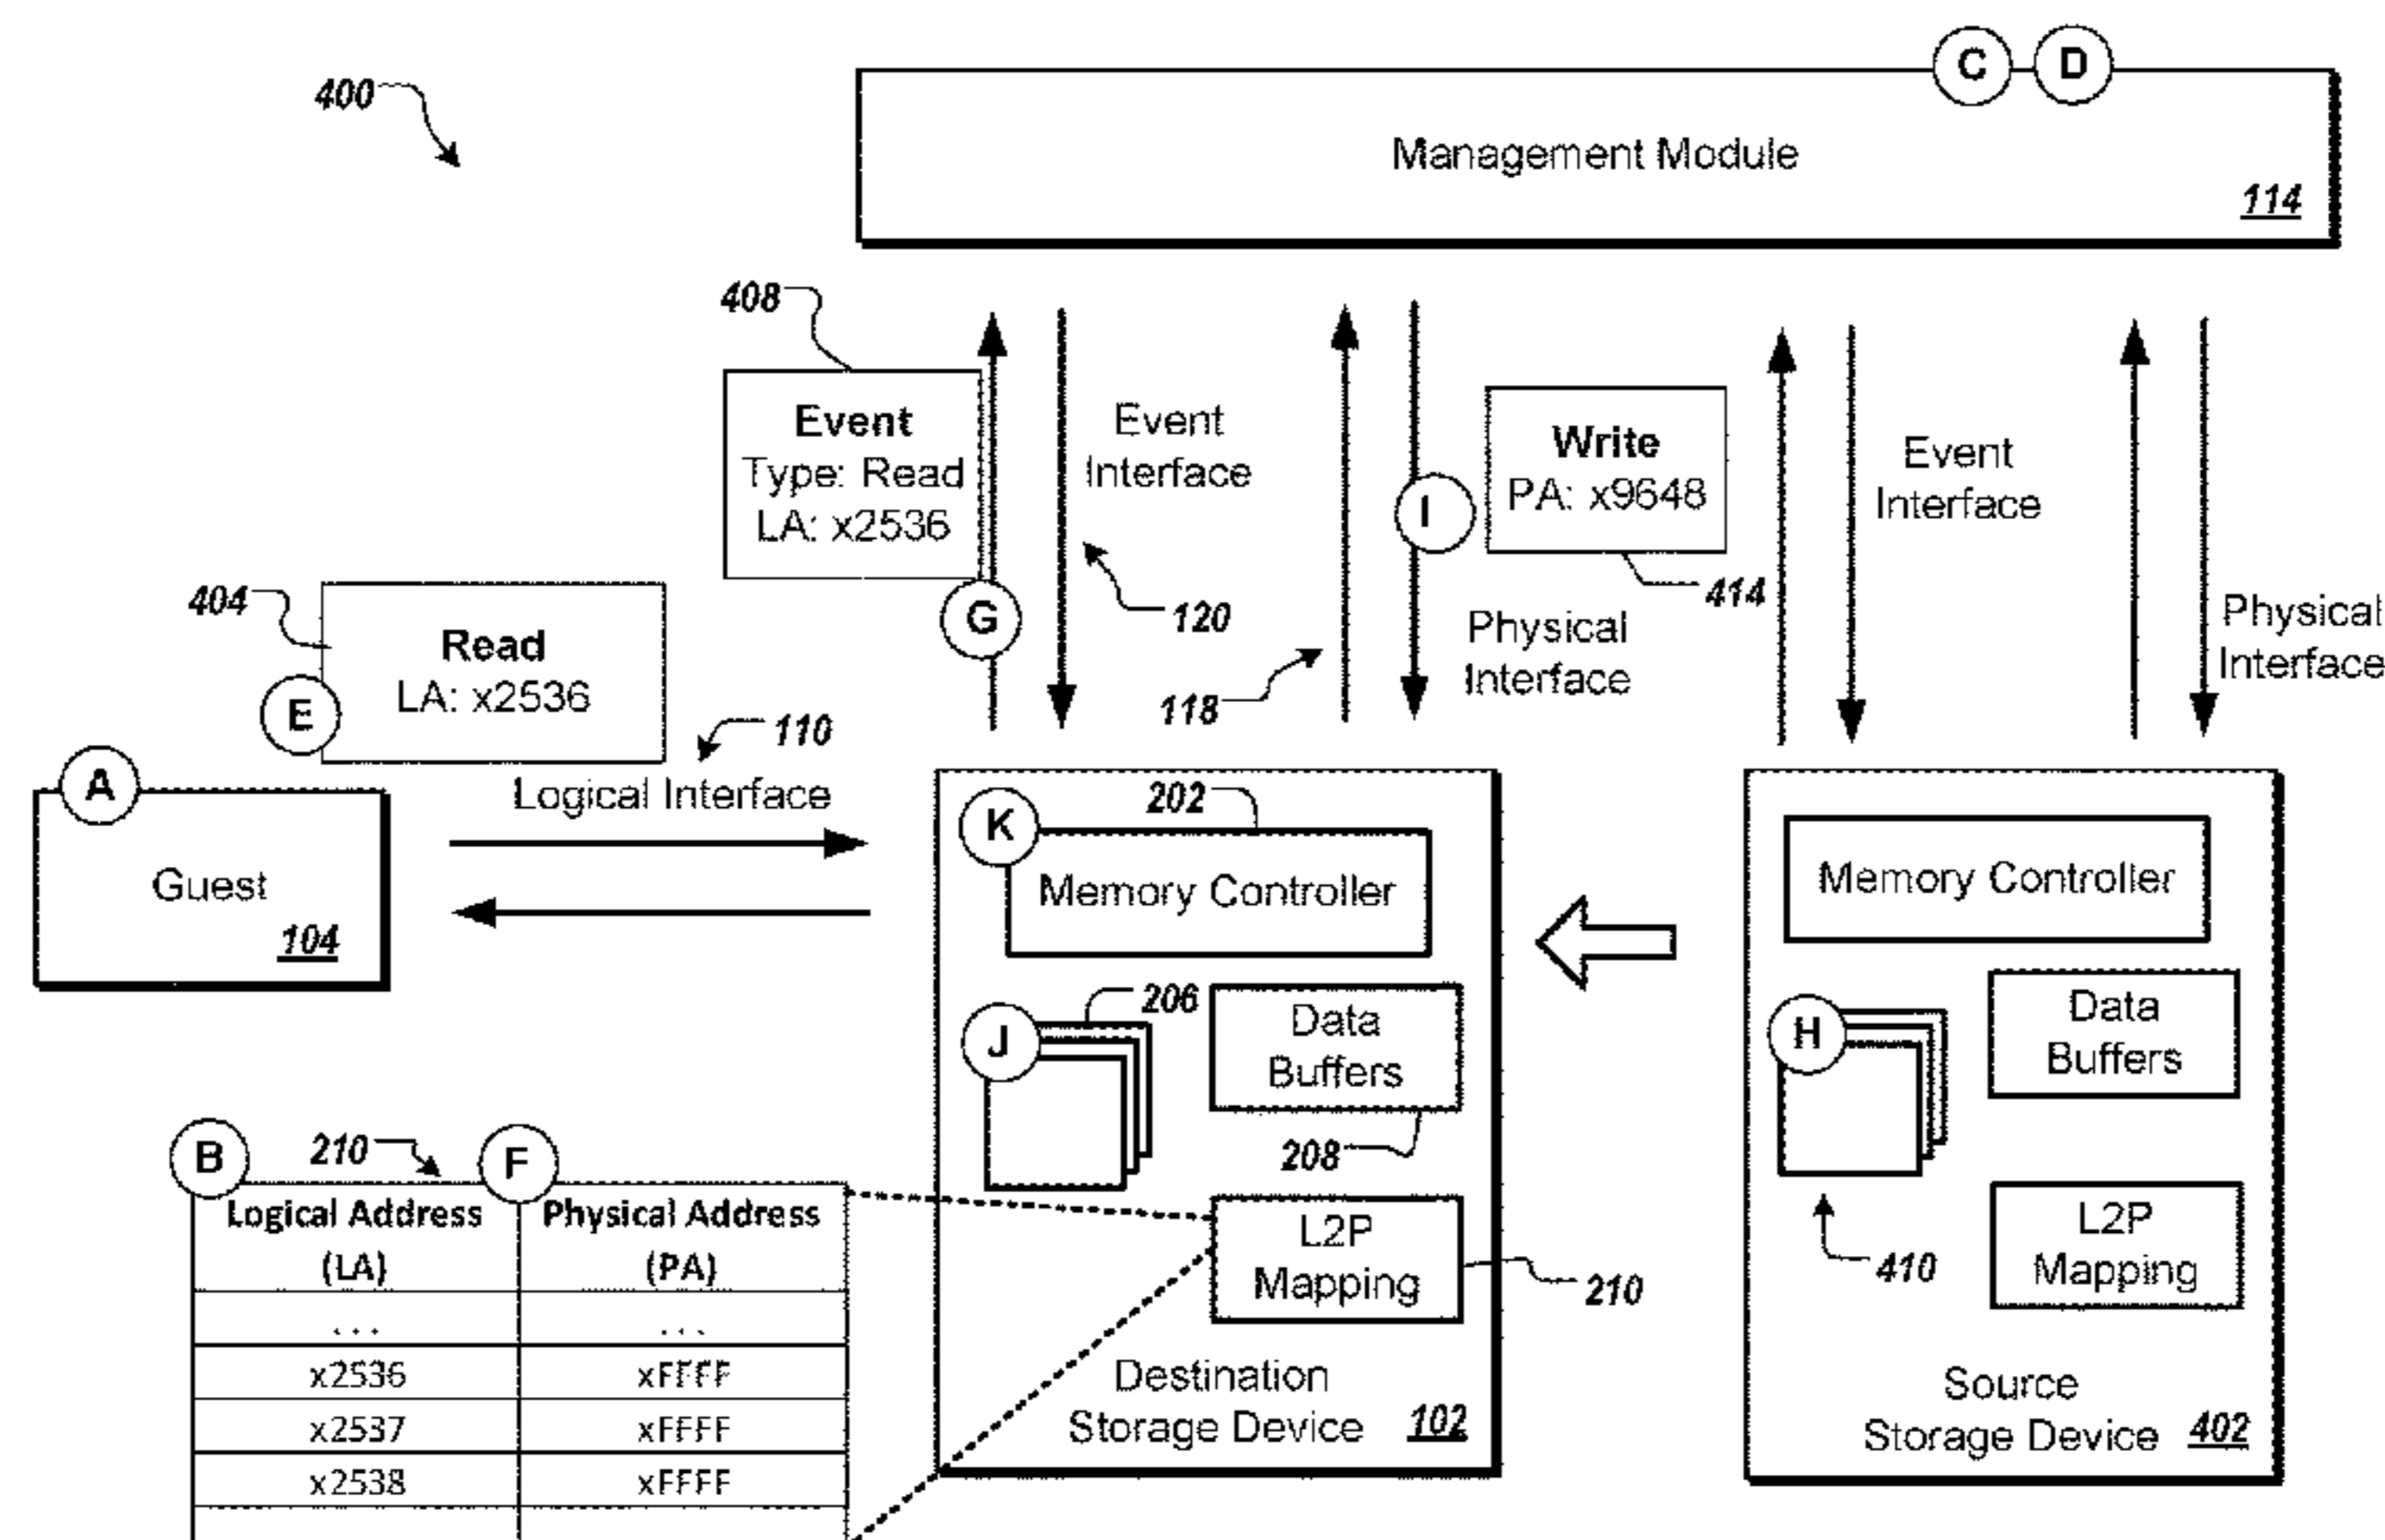 C D
400
Management Module
114
408
Event
Type: Read
LA: x2536
Event
Interface
Write
PA: x9648
I
Event
Interface
404
Read
LA: x2536
E
G
120
414
Physical
Interface
118
Physical
Interface
110
Logical Interface
A
Guest
104
K
202
Memory Controller
Memory Controller
206
J
Data
Buffers
208
H
Data
Buffers
410
B
210
F
Logical Address
(LA)
Physical Address
(PA)
... ...
x2536 xFFFF
x2537 xFFFF
x2538 xFFFF
L2P
Mapping
210
Destination
Storage Device 102
L2P
Mapping
Source
Storage Device 402